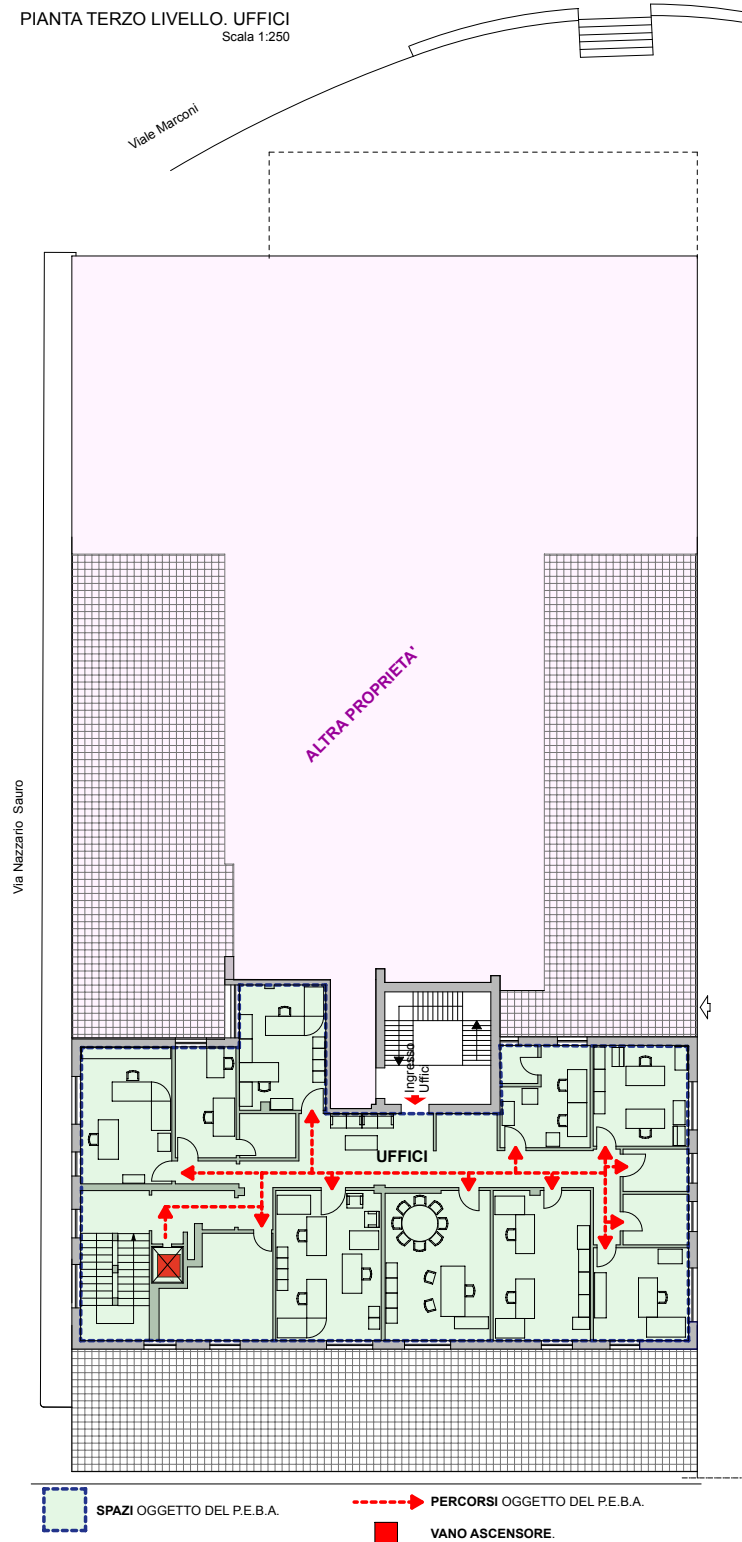 PIANTA TERZO LIVELLO. UFFICI
Scala 1:250
Viale Marconi
ALTRA PROPRIETA'
Via Nazzario Sauro
Ingresso
Uffici
UFFICI
SPAZI OGGETTO DEL P.E.B.A.
PERCORSI OGGETTO DEL P.E.B.A.
VANO ASCENSORE.